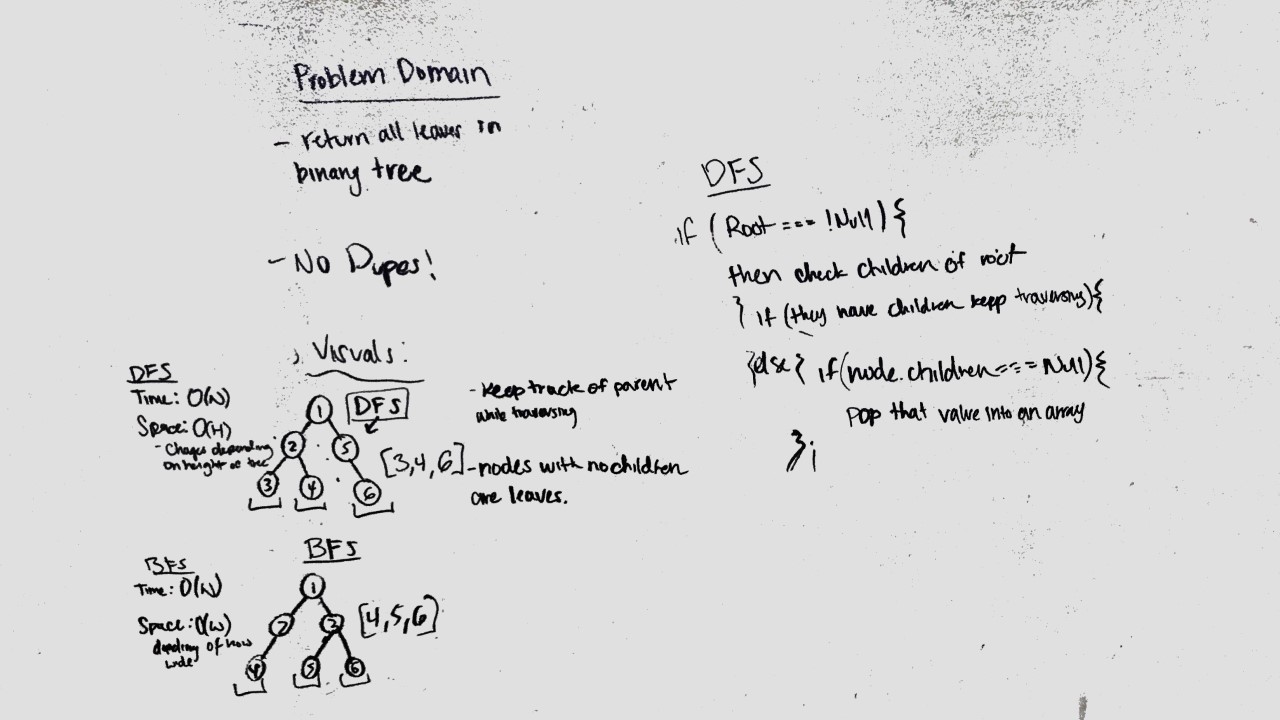 Problem Domain
- return all leaves in
binary tree
- No Dupes!
Visuals:
DFS
Time: O(N)
Space: O(H)
- Chages depending
on height of tree
DFS
1
2 5
3 4 6
[3,4,6]
- Keep track of parent
while traversing
- nodes with no children
are leaves.
BFS
BFS
Time: O(N)
Space: O(W)
depending of how
wide
1
2 2
4 5 6
[4,5,6]
DFS
if (Root === !Null) {
then check children of root
} if (they have children keep traversing) {
}else{ if(node.children === Null){
pop that value into an array
};